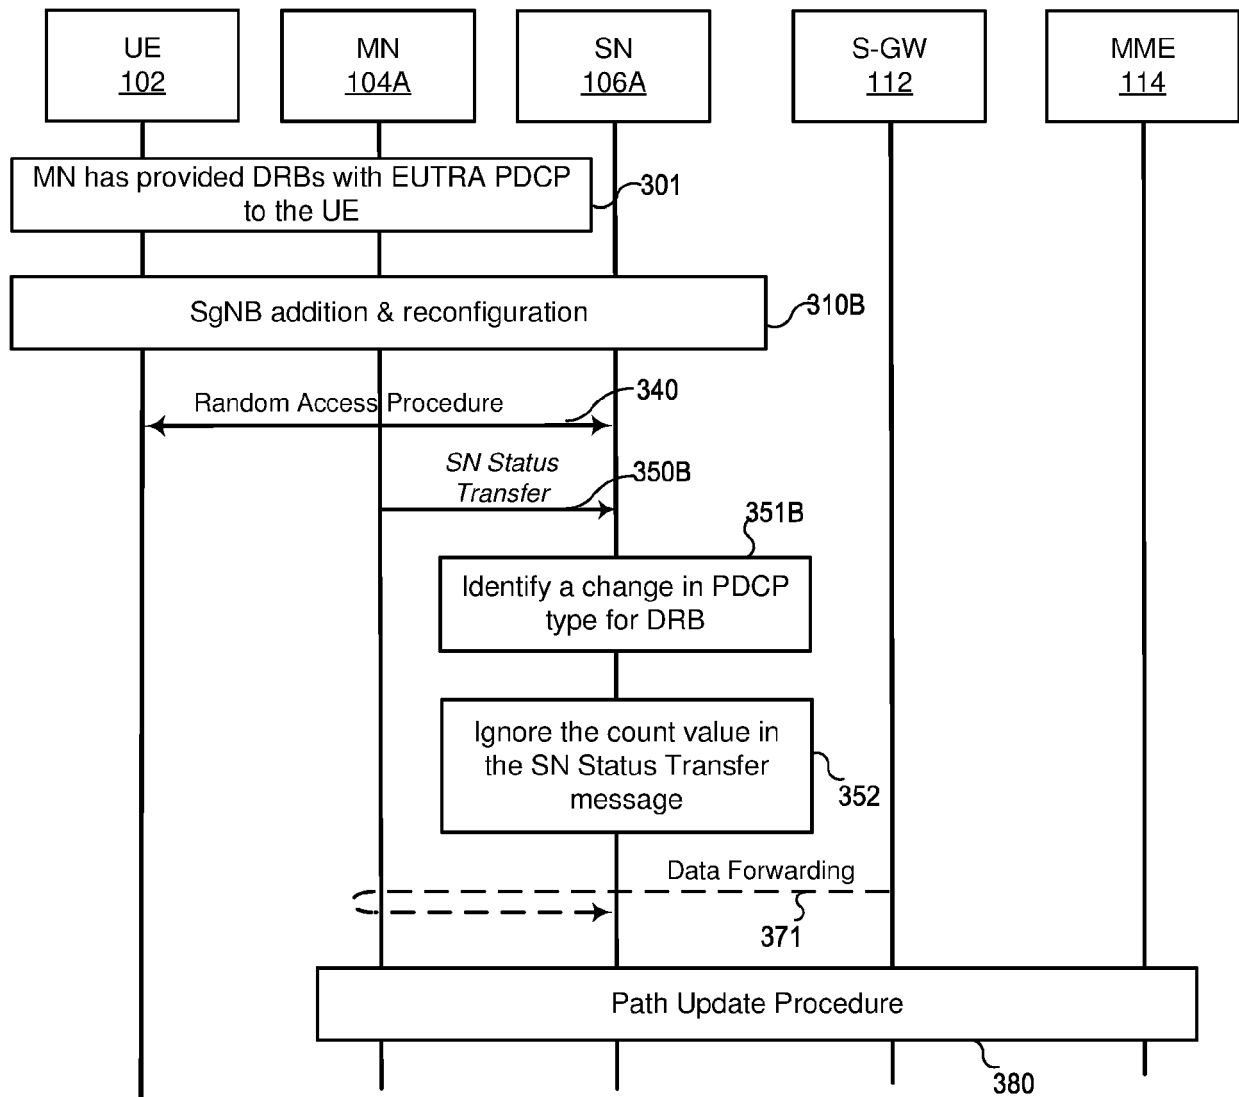 UE
102
MN
104A
SN
106A
S-GW
112
MME
114
MN has provided DRBs with EUTRA PDCP
to the UE
301
SgNB addition & reconfiguration
310B
Random Access Procedure
340
SN Status
Transfer
350B
351B
Identify a change in PDCP
type for DRB
Ignore the count value in
the SN Status Transfer
message
352
Data Forwarding
371
Path Update Procedure
380